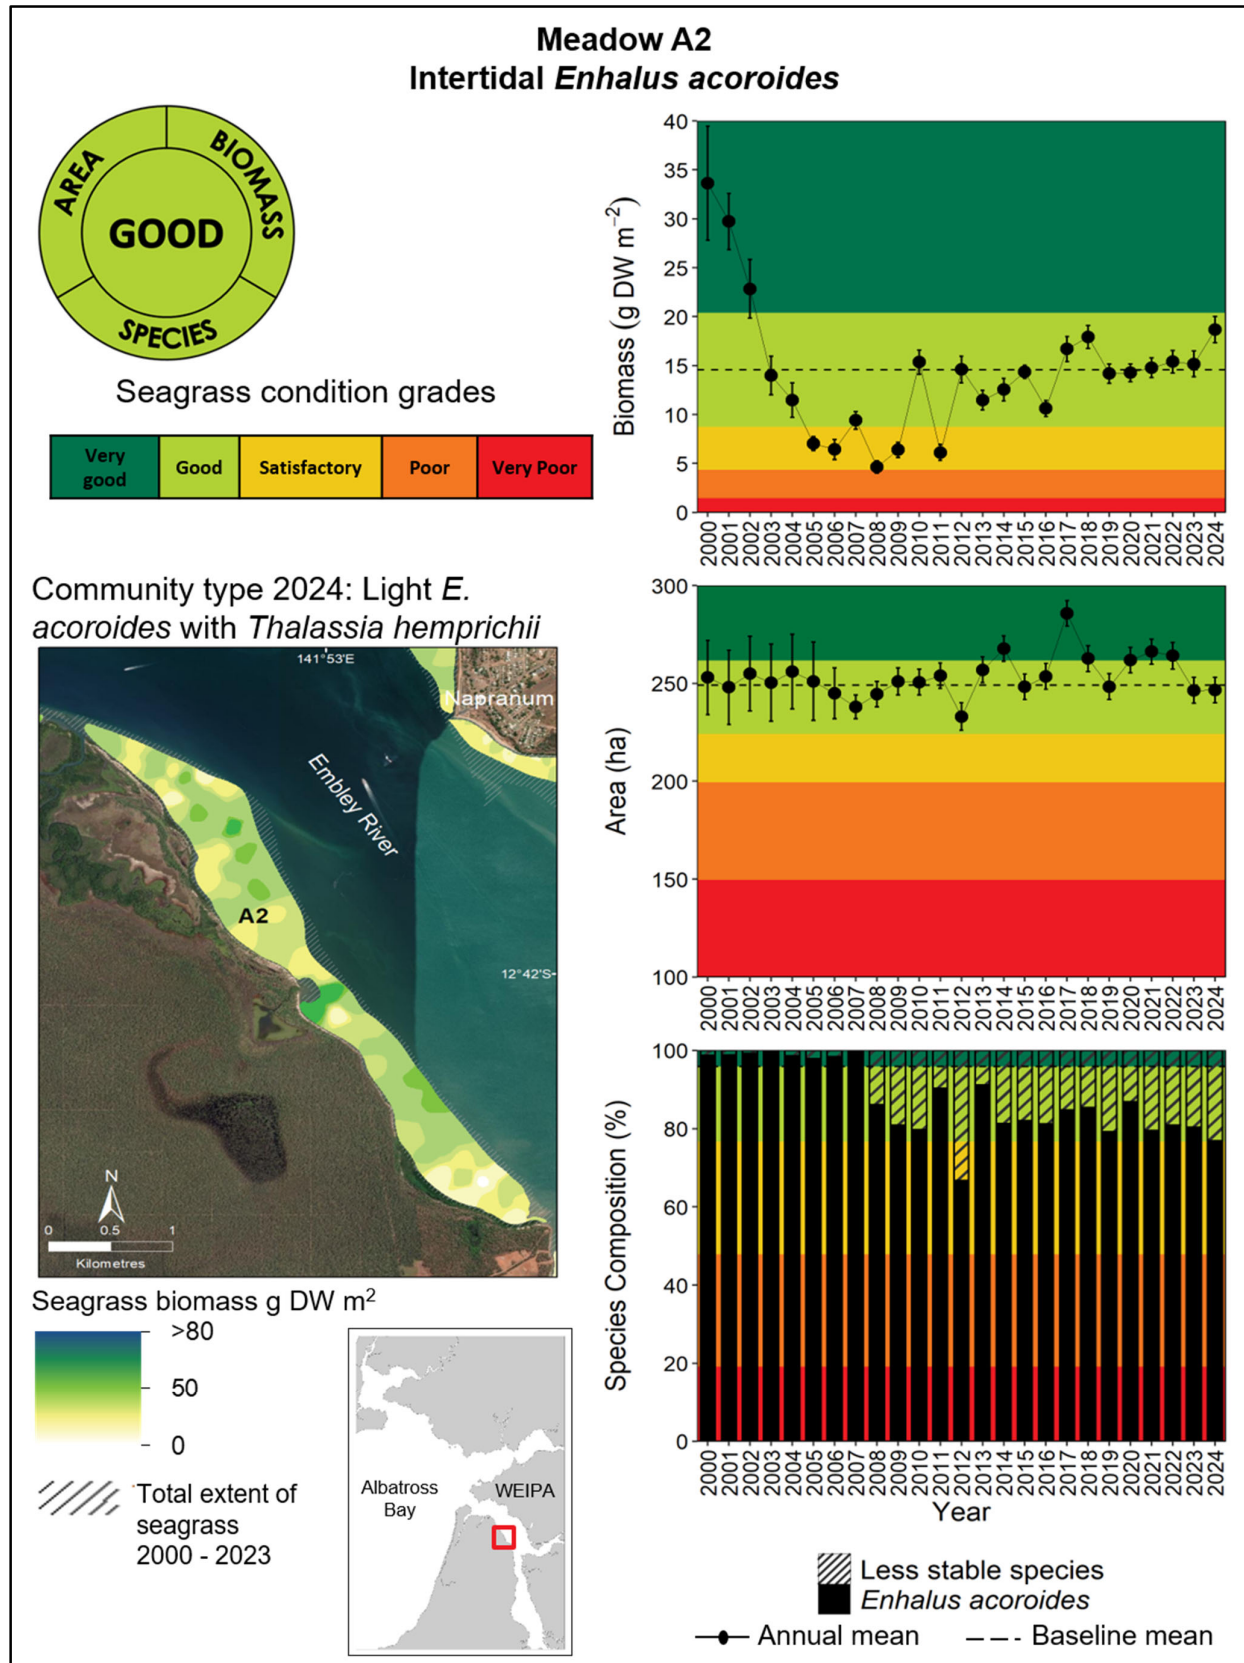 Meadow A2
Intertidal Enhalus acoroides
AREA
BIOMASS
GOOD
SPECIES
Seagrass condition grades
Very good
Good
Satisfactory
Poor
Very Poor
Community type 2024: Light E.
acoroides with Thalassia hemprichii
141°53'E
Napranum
Embley River
A2
12°42'S
N
0 0.5 1
Kilometres
Seagrass biomass g DW m²
>80
50
0
Total extent of
seagrass
2000 - 2023
Albatross
Bay
WEIPA
Biomass (g DW m⁻²)
40
35
30
25
20
15
10
5
0
2000 2001 2002 2003 2004 2005 2006 2007 2008 2009 2010 2011 2012 2013 2014 2015 2016 2017 2018 2019 2020 2021 2022 2023 2024
Area (ha)
300
250
200
150
100
2000 2001 2002 2003 2004 2005 2006 2007 2008 2009 2010 2011 2012 2013 2014 2015 2016 2017 2018 2019 2020 2021 2022 2023 2024
Species Composition (%)
100
80
60
40
20
0
2000 2001 2002 2003 2004 2005 2006 2007 2008 2009 2010 2011 2012 2013 2014 2015 2016 2017 2018 2019 2020 2021 2022 2023 2024
Year
Less stable species
Enhalus acoroides
Annual mean
Baseline mean